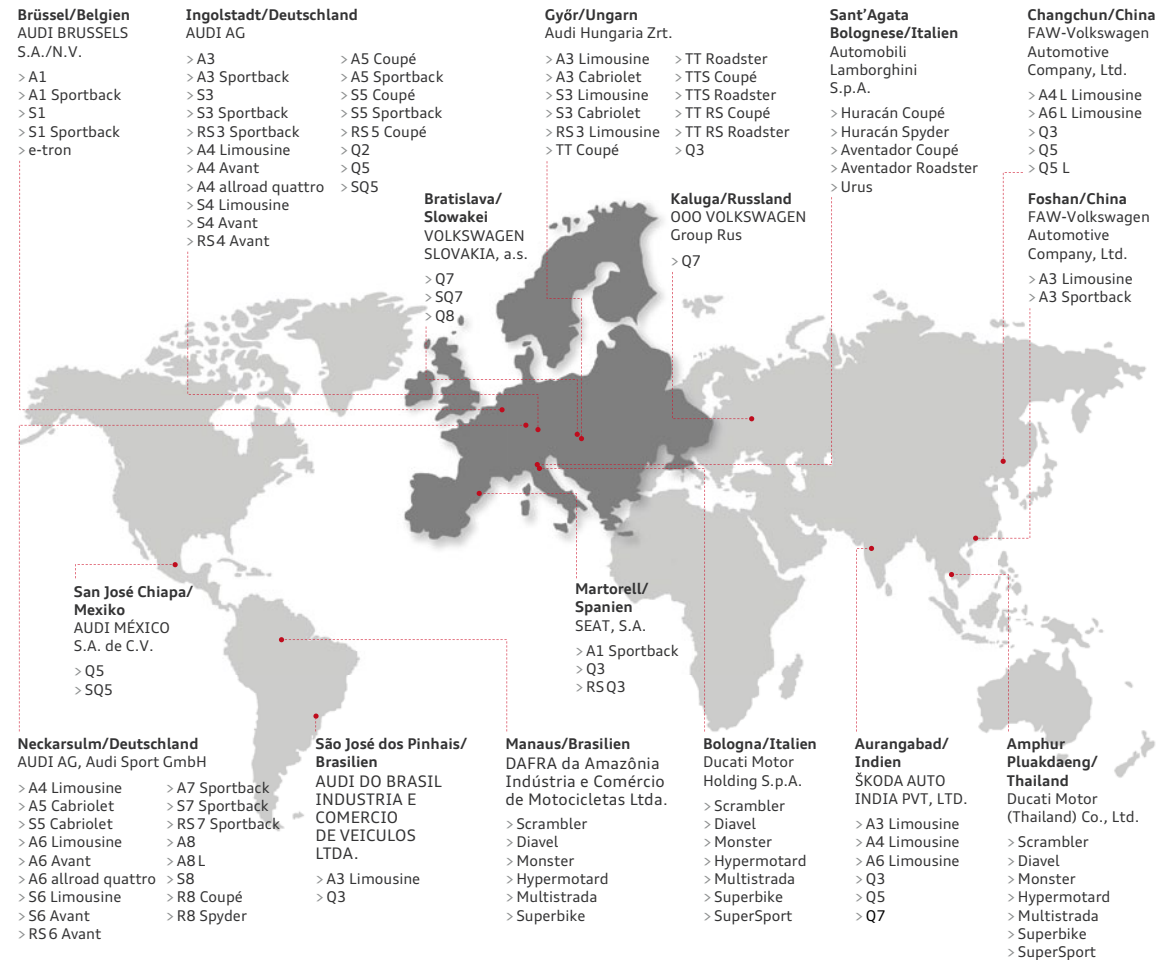 Brüssel/Belgien
AUDI BRUSSELS
S.A./N.V.
> A1
> A1 Sportback
> S1
> S1 Sportback
> e-tron
Ingolstadt/Deutschland
AUDI AG
> A3
> A3 Sportback
> S3
> S3 Sportback
> RS 3 Sportback
> A4 Limousine
> A4 Avant
> A4 allroad quattro
> S4 Limousine
> S4 Avant
> RS 4 Avant
> A5 Coupé
> A5 Sportback
> S5 Coupé
> S5 Sportback
> RS 5 Coupé
> Q2
> Q5
> SQ5
Győr/Ungarn
Audi Hungaria Zrt.
> A3 Limousine
> A3 Cabriolet
> S3 Limousine
> S3 Cabriolet
> RS 3 Limousine
> TT Coupé
> TT Roadster
> TTS Coupé
> TTS Roadster
> TT RS Coupé
> TT RS Roadster
> Q3
Sant'Agata
Bolognese/Italien
Automobili
Lamborghini
S.p.A.
> Huracán Coupé
> Huracán Spyder
> Aventador Coupé
> Aventador Roadster
> Urus
Changchun/China
FAW-Volkswagen
Automotive
Company, Ltd.
> A4 L Limousine
> A6 L Limousine
> Q3
> Q5
> Q5 L
Bratislava/
Slowakei
VOLKSWAGEN
SLOVAKIA, a.s.
> Q7
> SQ7
> Q8
Kaluga/Russland
OOO VOLKSWAGEN
Group Rus
> Q7
Foshan/China
FAW-Volkswagen
Automotive
Company, Ltd.
> A3 Limousine
> A3 Sportback
San José Chiapa/
Mexiko
AUDI MÉXICO
S.A. de C.V.
> Q5
> SQ5
Martorell/
Spanien
SEAT, S.A.
> A1 Sportback
> Q3
> RS Q3
Neckarsulm/Deutschland
AUDI AG, Audi Sport GmbH
> A4 Limousine
> A5 Cabriolet
> S5 Cabriolet
> A6 Limousine
> A6 Avant
> A6 allroad quattro
> S6 Limousine
> S6 Avant
> RS 6 Avant
> A7 Sportback
> S7 Sportback
> RS 7 Sportback
> A8
> A8 L
> S8
> R8 Coupé
> R8 Spyder
São José dos Pinhais/
Brasilien
AUDI DO BRASIL
INDUSTRIA E
COMERCIO
DE VEICULOS
LTDA.
> A3 Limousine
> Q3
Manaus/Brasilien
DAFRA da Amazônia
Indústria e Comércio
de Motocicletas Ltda.
> Scrambler
> Diavel
> Monster
> Hypermotard
> Multistrada
> Superbike
Bologna/Italien
Ducati Motor
Holding S.p.A.
> Scrambler
> Diavel
> Monster
> Hypermotard
> Multistrada
> Superbike
> SuperSport
Aurangabad/
Indien
ŠKODA AUTO
INDIA PVT, LTD.
> A3 Limousine
> A4 Limousine
> A6 Limousine
> Q3
> Q5
> Q7
Amphur
Pluakdaeng/
Thailand
Ducati Motor
(Thailand) Co., Ltd.
> Scrambler
> Diavel
> Monster
> Hypermotard
> Multistrada
> Superbike
> SuperSport